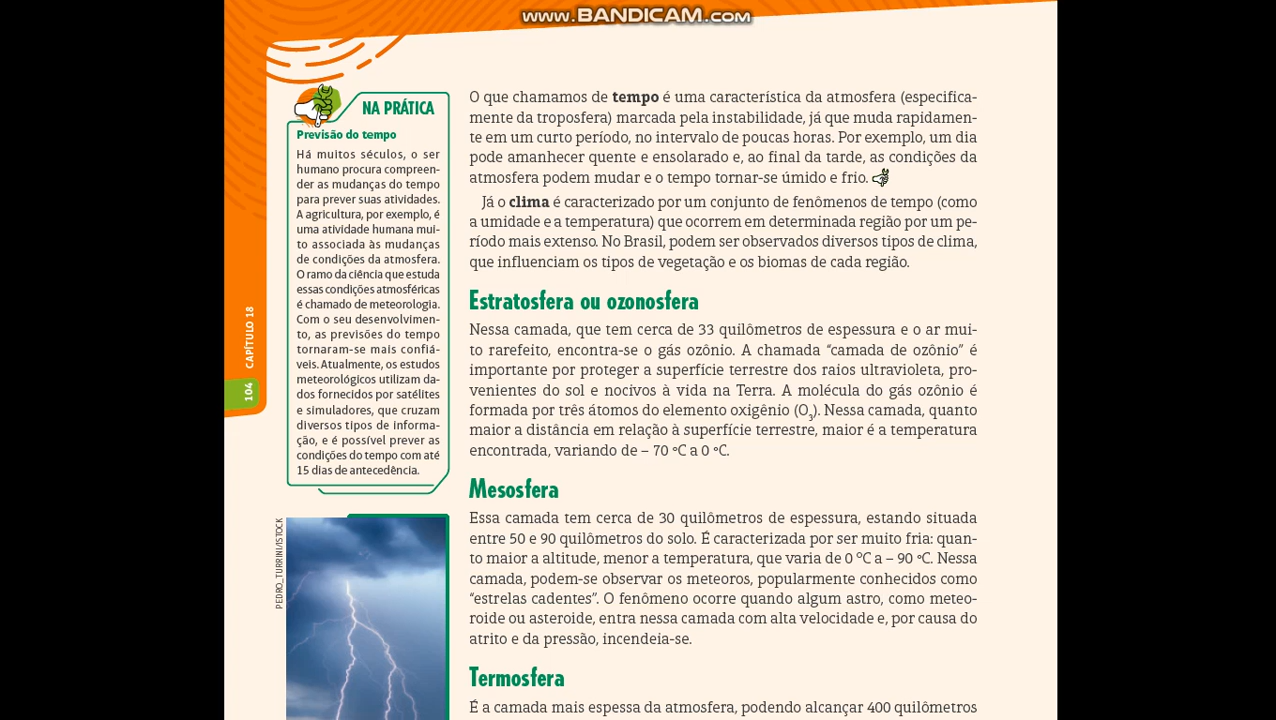 www.BANDICAM.com
NA PRÁTICA
Previsão do tempo
Há muitos séculos, o ser
humano procura compreen-
der as mudanças do tempo
para prever suas atividades.
A agricultura, por exemplo, é
uma atividade humana mui-
to associada às mudanças
de condições da atmosfera.
O ramo da ciência que estuda
essas condições atmosféricas
é chamado de meteorologia.
Com o seu desenvolvimen-
to, as previsões do tempo
tornaram-se mais confiá-
veis. Atualmente, os estudos
meteorológicos utilizam da-
dos fornecidos por satélites
e simuladores, que cruzam
diversos tipos de informa-
ção, e é possível prever as
condições do tempo com até
15 dias de antecedência.
CAPÍTULO 18
104
PEDRO_TURRINI/ISTOCK
O que chamamos de tempo é uma característica da atmosfera (especifica-
mente da troposfera) marcada pela instabilidade, já que muda rapidamen-
te em um curto período, no intervalo de poucas horas. Por exemplo, um dia
pode amanhecer quente e ensolarado e, ao final da tarde, as condições da
atmosfera podem mudar e o tempo tornar-se úmido e frio.
Já o clima é caracterizado por um conjunto de fenômenos de tempo (como
a umidade e a temperatura) que ocorrem em determinada região por um pe-
ríodo mais extenso. No Brasil, podem ser observados diversos tipos de clima,
que influenciam os tipos de vegetação e os biomas de cada região.
Estratosfera ou ozonosfera
Nessa camada, que tem cerca de 33 quilômetros de espessura e o ar mui-
to rarefeito, encontra-se o gás ozônio. A chamada “camada de ozônio” é
importante por proteger a superfície terrestre dos raios ultravioleta, pro-
venientes do sol e nocivos à vida na Terra. A molécula do gás ozônio é
formada por três átomos do elemento oxigênio (O₃). Nessa camada, quanto
maior a distância em relação à superfície terrestre, maior é a temperatura
encontrada, variando de – 70 ºC a 0 ºC.
Mesosfera
Essa camada tem cerca de 30 quilômetros de espessura, estando situada
entre 50 e 90 quilômetros do solo. É caracterizada por ser muito fria: quan-
to maior a altitude, menor a temperatura, que varia de 0 °C a – 90 ºC. Nessa
camada, podem-se observar os meteoros, popularmente conhecidos como
“estrelas cadentes”. O fenômeno ocorre quando algum astro, como meteo-
roide ou asteroide, entra nessa camada com alta velocidade e, por causa do
atrito e da pressão, incendeia-se.
Termosfera
É a camada mais espessa da atmosfera, podendo alcançar 400 quilômetros